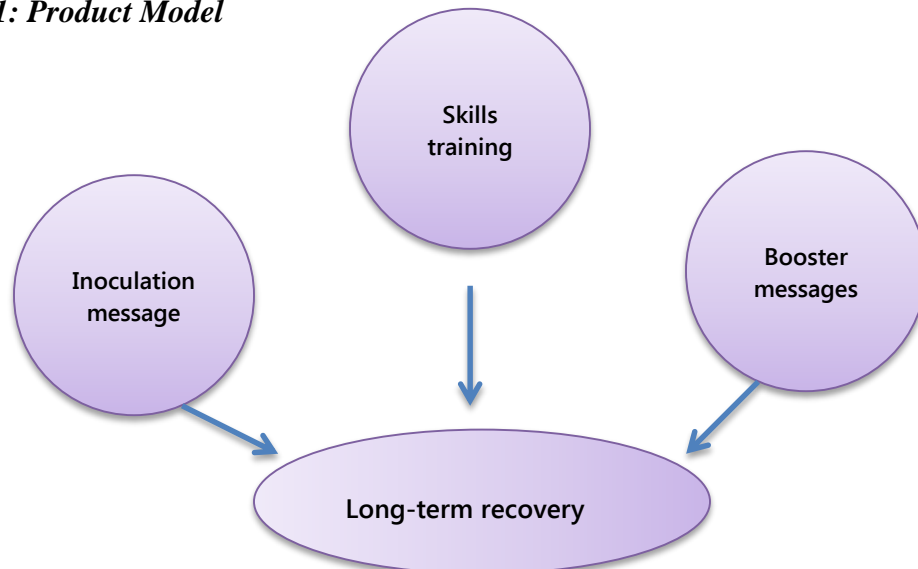 1: Product Model
Skills
training
Inoculation
message
Booster
messages
Long-term recovery